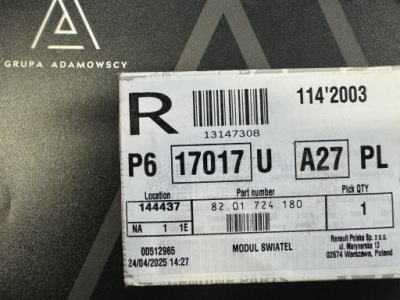 GRUPA ADAMOWSCY
R
114'2003
13147308
P6 17017 U A27 PL
Location Part number Pick QTY
144437 82 01 724 180 1
NA 1 1E
00512965 MODUL SWIATEL Renault Polska Sp. z o.o.
ul. Marynarska 13
24/04/2025 14:27 02674 Warszawa, Poland